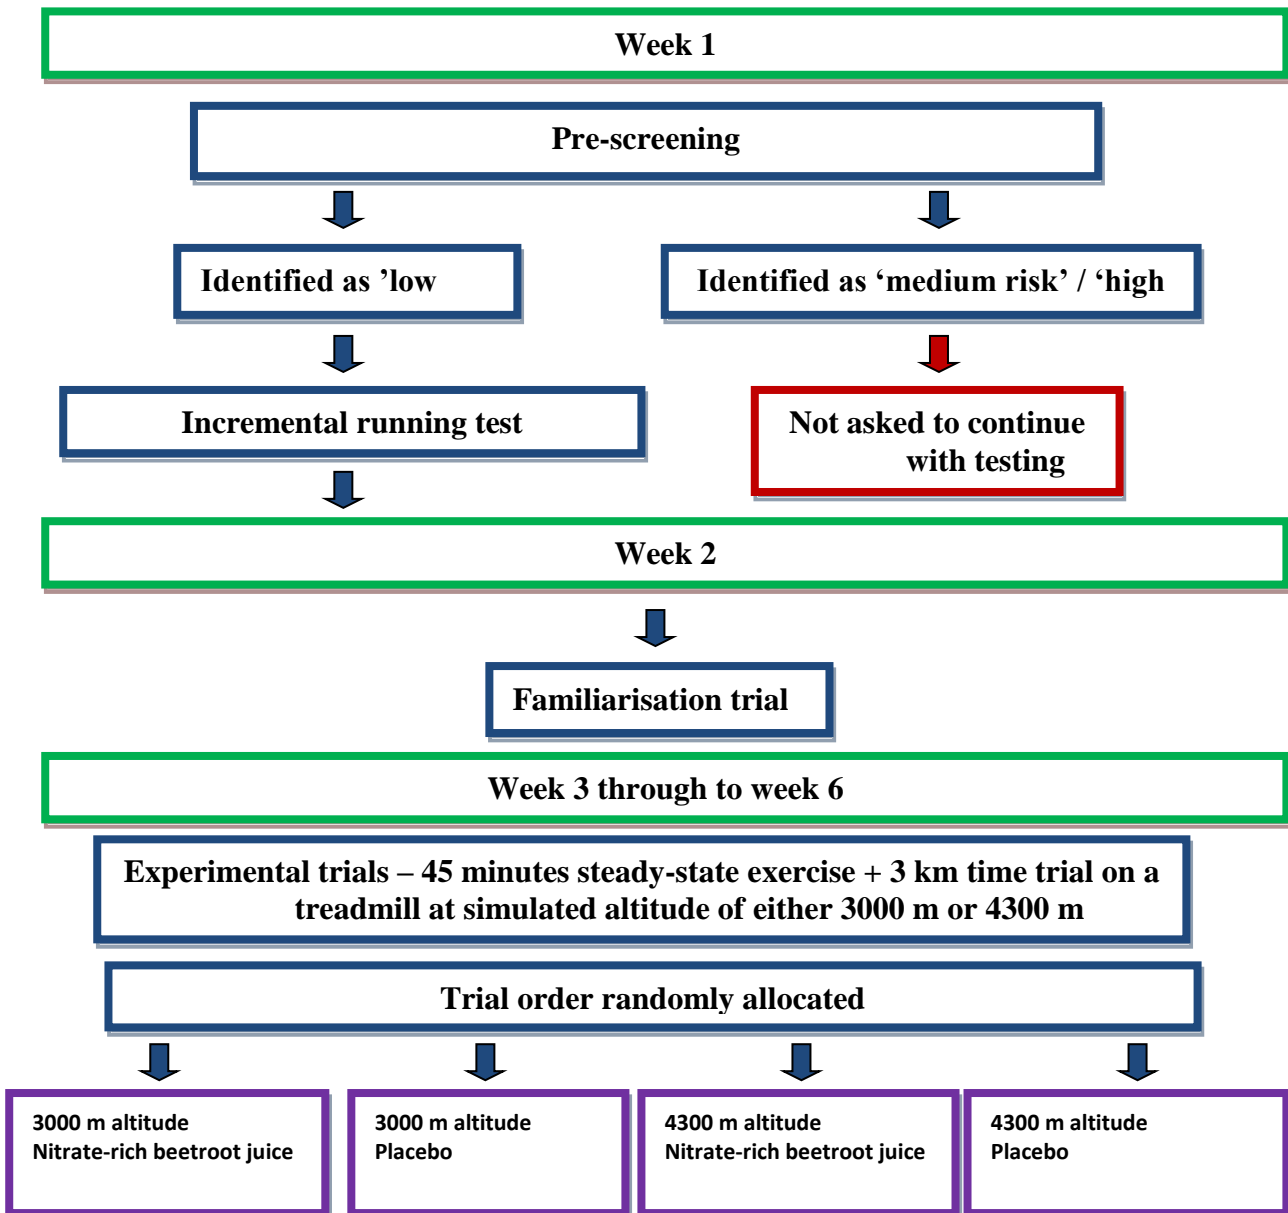 Week 1
Pre-screening
Identified as ’low
Identified as ‘medium risk’ / ‘high
Incremental running test
Not asked to continue
with testing
Week 2
Familiarisation trial
Week 3 through to week 6
Experimental trials – 45 minutes steady-state exercise + 3 km time trial on a
treadmill at simulated altitude of either 3000 m or 4300 m
Trial order randomly allocated
3000 m altitude
Nitrate-rich beetroot juice
3000 m altitude
Placebo
4300 m altitude
Nitrate-rich beetroot juice
4300 m altitude
Placebo